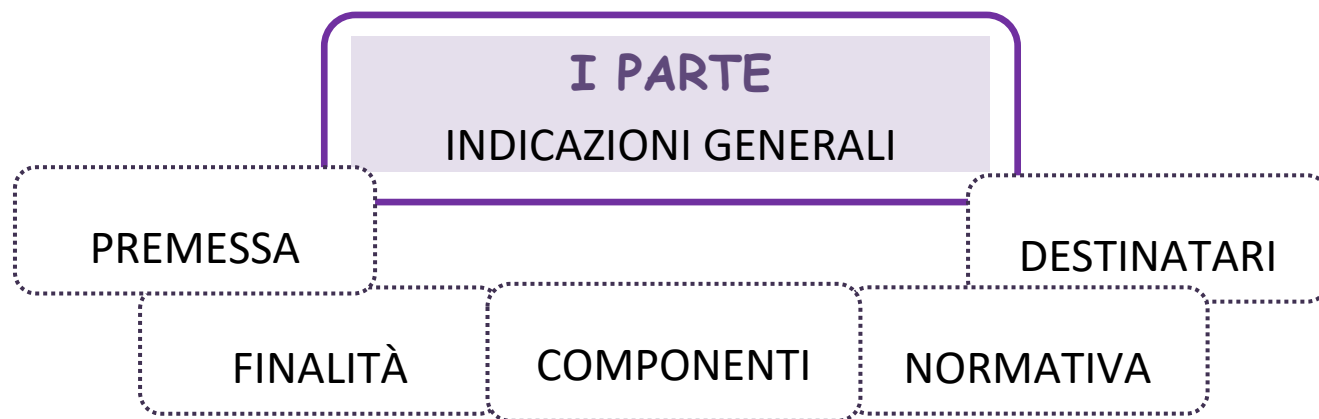 I PARTE
INDICAZIONI GENERALI
PREMESSA
DESTINATARI
FINALITÀ
COMPONENTI
NORMATIVA